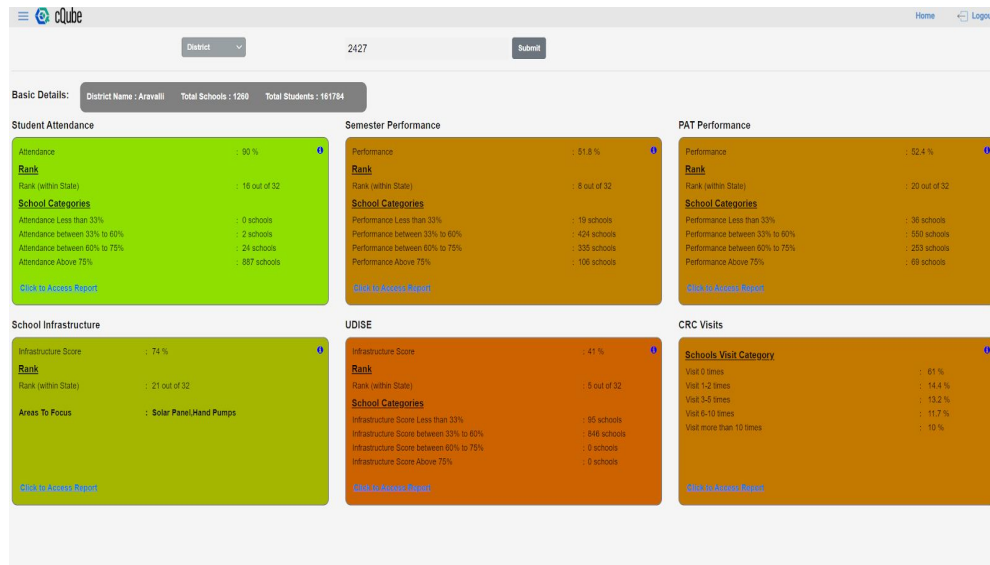 cQube
Home Logou
District 2427 Submit
Basic Details: District Name : Aravalli Total Schools : 1260 Total Students : 161784
Student Attendance
Attendance : 90 %
Rank
Rank (within State) : 16 out of 32
School Categories
Attendance Less than 33% : 0 schools
Attendance between 33% to 60% : 2 schools
Attendance between 60% to 75% : 24 schools
Attendance Above 75% : 887 schools
Click to Access Report
Semester Performance
Performance : 51.8 %
Rank
Rank (within State) : 8 out of 32
School Categories
Performance Less than 33% : 19 schools
Performance between 33% to 60% : 424 schools
Performance between 60% to 75% : 335 schools
Performance Above 75% : 106 schools
Click to Access Report
PAT Performance
Performance : 52.4 %
Rank
Rank (within State) : 20 out of 32
School Categories
Performance Less than 33% : 36 schools
Performance between 33% to 60% : 550 schools
Performance between 60% to 75% : 253 schools
Performance Above 75% : 69 schools
Click to Access Report
School Infrastructure
Infrastructure Score : 74 %
Rank
Rank (within State) : 21 out of 32
Areas To Focus : Solar Panel,Hand Pumps
Click to Access Report
UDISE
Infrastructure Score : 41 %
Rank
Rank (within State) : 5 out of 32
School Categories
Infrastructure Score Less than 33% : 95 schools
Infrastructure Score between 33% to 60% : 846 schools
Infrastructure Score between 60% to 75% : 0 schools
Infrastructure Score Above 75% : 0 schools
Click to Access Report
CRC Visits
Schools Visit Category
Visit 0 times : 61 %
Visit 1-2 times : 14.4 %
Visit 3-5 times : 13.2 %
Visit 6-10 times : 11.7 %
Visit more than 10 times : 10 %
Click to Access Report